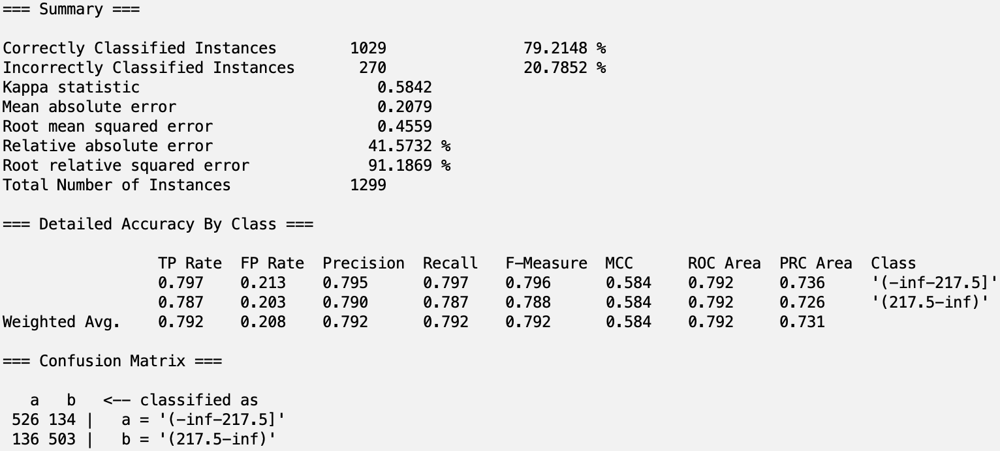 === Summary ===
Correctly Classified Instances 1029 79.2148 %
Incorrectly Classified Instances 270 20.7852 %
Kappa statistic 0.5842
Mean absolute error 0.2079
Root mean squared error 0.4559
Relative absolute error 41.5732 %
Root relative squared error 91.1869 %
Total Number of Instances 1299
=== Detailed Accuracy By Class ===
TP Rate FP Rate Precision Recall F-Measure MCC ROC Area PRC Area Class
0.797 0.213 0.795 0.797 0.796 0.584 0.792 0.736 '(-inf-217.5]'
0.787 0.203 0.790 0.787 0.788 0.584 0.792 0.726 '(217.5-inf)'
Weighted Avg. 0.792 0.208 0.792 0.792 0.792 0.584 0.792 0.731
=== Confusion Matrix ===
a b <-- classified as
526 134 | a = '(-inf-217.5]'
136 503 | b = '(217.5-inf)'